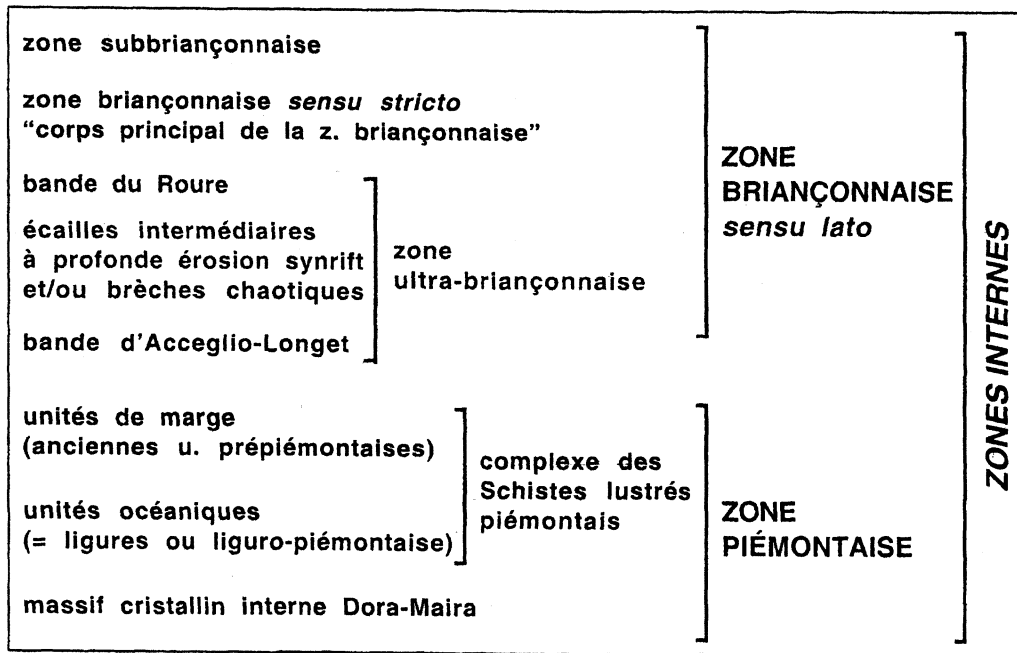 zone subbriançonnaise
zone briançonnaise sensu stricto
“corps principal de la z. briançonnaise”
bande du Roure
écailles intermédiaires
à profonde érosion synrift
et/ou brèches chaotiques
bande d'Acceglio-Longet
zone
ultra-briançonnaise
ZONE
BRIANÇONNAISE
sensu lato
unités de marge
(anciennes u. prépiémontaises)
unités océaniques
(= ligures ou liguro-piémontaise)
complexe des
Schistes lustrés
piémontais
massif cristallin interne Dora-Maira
ZONE
PIÉMONTAISE
ZONES INTERNES